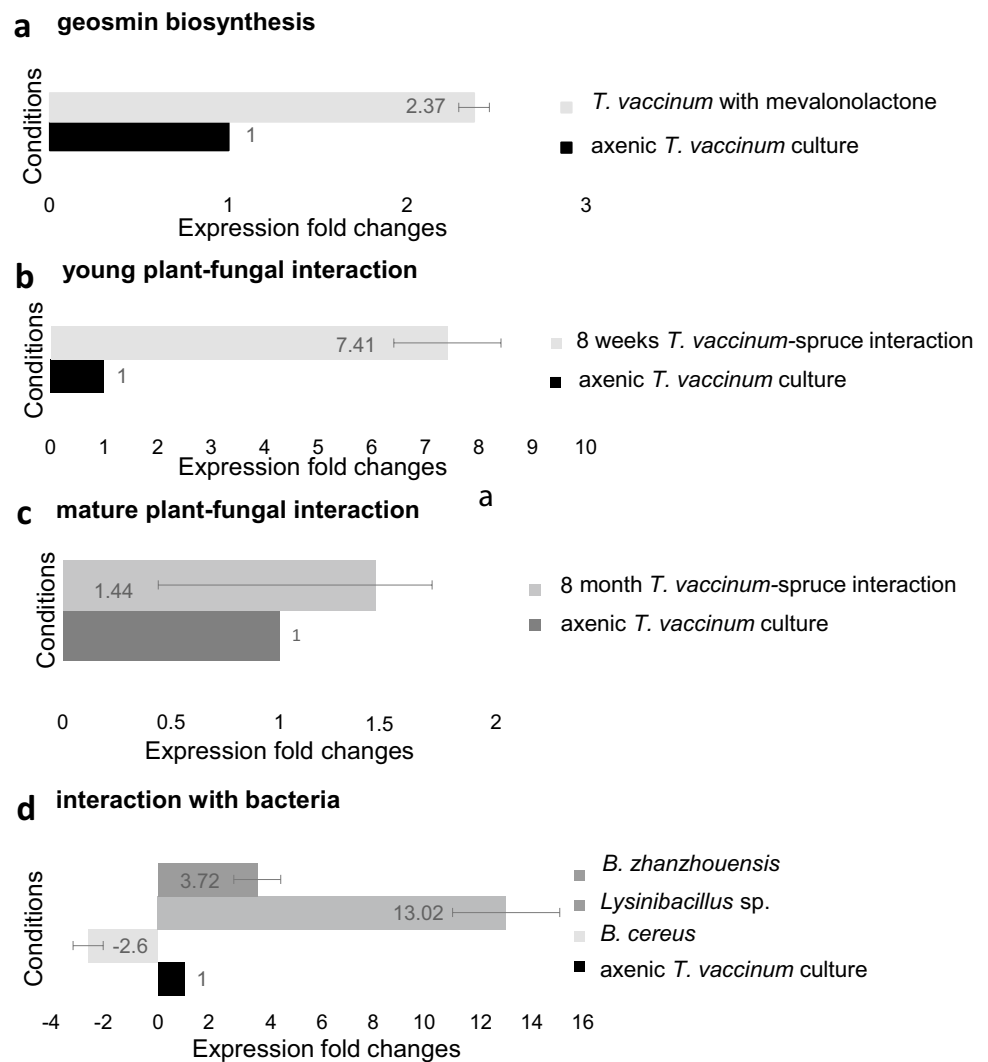 a geosmin biosynthesis
Conditions
2.37
1
T. vaccinum with mevalonolactone
axenic T. vaccinum culture
0 1 2 3
Expression fold changes
b young plant-fungal interaction
Conditions
7.41
1
8 weeks T. vaccinum-spruce interaction
axenic T. vaccinum culture
0 1 2 3 4 5 6 7 8 9 10
Expression fold changes
a
c mature plant-fungal interaction
Conditions
1.44
1
8 month T. vaccinum-spruce interaction
axenic T. vaccinum culture
0 0.5 1 1.5 2
Expression fold changes
d interaction with bacteria
Conditions
3.72
13.02
-2.6
1
B. zhanzhouensis
Lysinibacillus sp.
B. cereus
axenic T. vaccinum culture
-4 -2 0 2 4 6 8 10 12 14 16
Expression fold changes